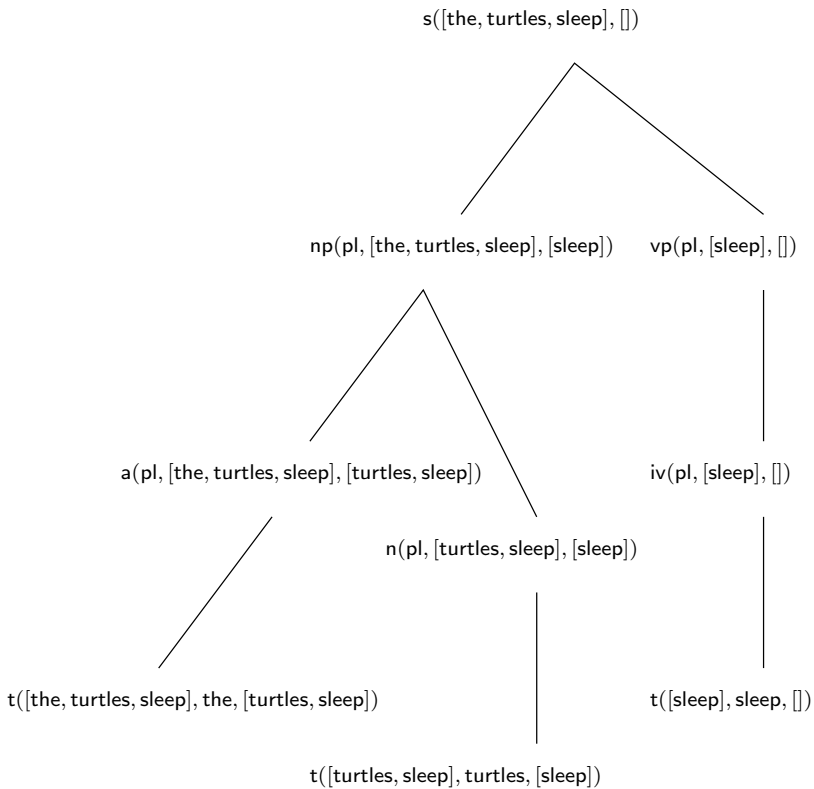 s([the, turtles, sleep], [])
np(pl, [the, turtles, sleep], [sleep])
vp(pl, [sleep], [])
a(pl, [the, turtles, sleep], [turtles, sleep])
iv(pl, [sleep], [])
n(pl, [turtles, sleep], [sleep])
t([the, turtles, sleep], the, [turtles, sleep])
t([sleep], sleep, [])
t([turtles, sleep], turtles, [sleep])